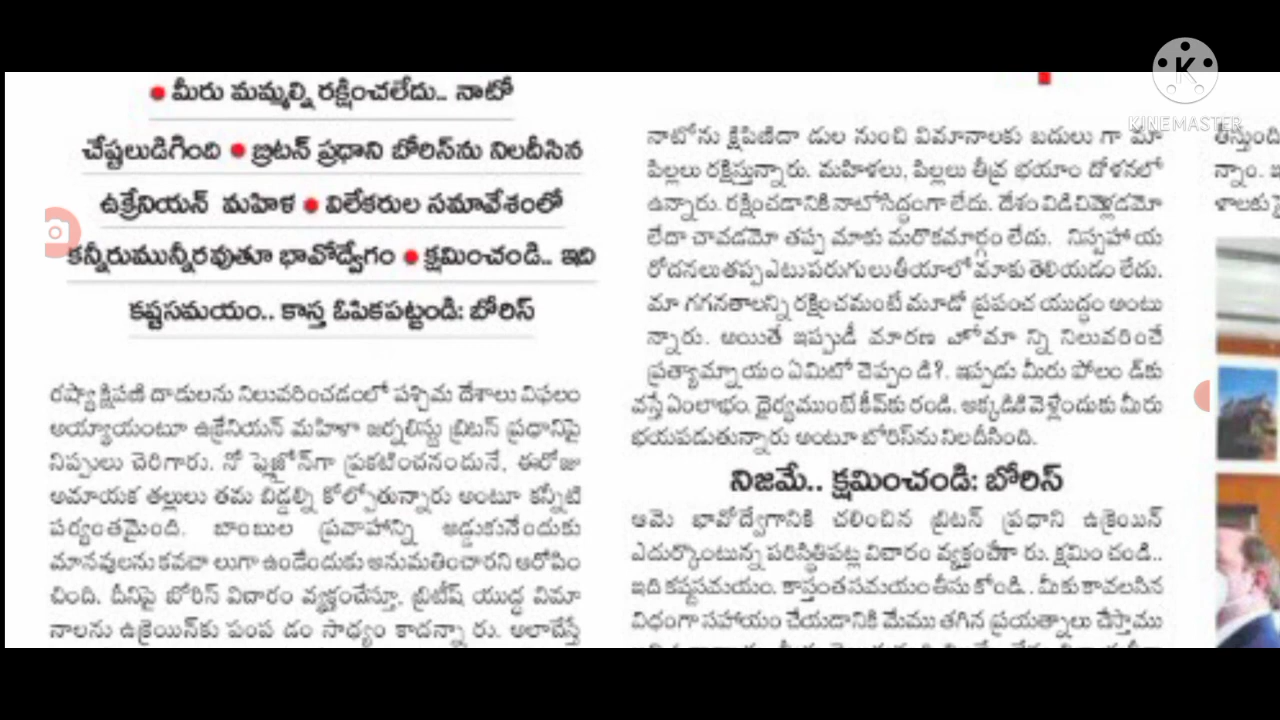 • మీరు మమ్మల్ని రక్షించలేదు.. నాటో
చేష్టలుడిగింది • బ్రిటన్ ప్రధాని బోరిస్‌ను నిలదీసిన
ఉక్రేనియన్ మహిళ • విలేకరుల సమావేశంలో
కన్నీరుమున్నీరవుతూ భావోద్వేగం • క్షమించండి.. ఇది
కష్టసమయం.. కాస్త ఓపికపట్టండి: బోరిస్
రష్యా క్షిపణి దాడులను నిలువరించడంలో పశ్చిమ దేశాలు విఫలం
అయ్యాయంటూ ఉక్రేనియన్ మహిళా జర్నలిస్టు బ్రిటన్ ప్రధానిపై
నిప్పులు చెరిగారు. నో ఫ్లైజోన్‌గా ప్రకటించనందునే, ఈరోజు
అమాయక తల్లులు తమ బిడ్డల్ని కోల్పోతున్నారు అంటూ కన్నీటి
పర్యంతమైంది. బాంబుల ప్రవాహాన్ని అడ్డుకునేందుకు
మానవులను కవచా లుగా ఉండేందుకు అనుమతించారని ఆరోపిం
చింది. దీనిపై బోరిస్ విచారం వ్యక్తంచేస్తూ, బ్రిటీష్ యుద్ధ విమా
నాలను ఉక్రెయిన్‌కు పంప డం సాధ్యం కాదన్నా రు. అలాచేస్తే
నాటోను క్షిపిణిదా డుల నుంచి విమానాలకు బదులు గా మా
పిల్లలు రక్షిస్తున్నారు. మహిళలు, పిల్లలు తీవ్ర భయాం దోళనలో
ఉన్నారు. రక్షించడానికి నాటోసిద్ధంగా లేదు. దేశం విడిచివెళ్లడమో
లేదా చావడమో తప్ప మాకు మరొకమార్గం లేదు. నిస్సహా య
రోదనలుతప్పఎటుపరుగులుతీయాలో మాకు తెలియడం లేదు.
మా గగనతాలన్ని రక్షించమంటే మూడో ప్రపంచ యుద్ధం అంటు
న్నారు. అయితే ఇప్పుడీ మారణ హోమా న్ని నిలువరించే
ప్రత్యామ్నాయం ఏమిటో చెప్పం డి?. ఇప్పడు మీరు పోలం డ్‌కు
వస్తే ఏంలాభం. ధైర్యముంటే కీవ్‌కు రండి. అక్కడికి వెళ్లేందుకు మీరు
భయపడుతున్నారు అంటూ బోరిస్‌ను నిలదీసింది.
నిజమే.. క్షమించండి: బోరిస్
ఆమె భావోద్వేగానికి చలించిన బ్రిటన్ ప్రధాని ఉక్రెయిన్
ఎదుర్కొంటున్న పరిస్థితిపట్ల విచారం వ్యక్తంచేశా రు. క్షమిం చండి..
ఇది కష్టసమయం. కాస్తంతసమయం తీసు కోండి.. మీకు కావలసిన
విధంగా సహాయం చేయడానికి మేము తగిన ప్రయత్నాలు చేస్తాము
KINEMASTER